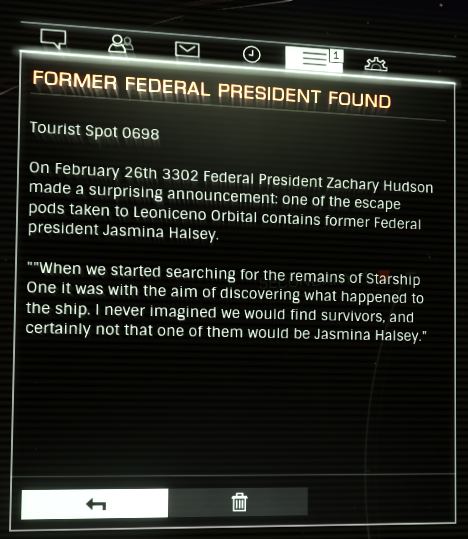 1
FORMER FEDERAL PRESIDENT FOUND
Tourist Spot 0698
On February 26th 3302 Federal President Zachary Hudson
made a surprising announcement: one of the escape
pods taken to Leoniceno Orbital contains former Federal
president Jasmina Halsey.
""When we started searching for the remains of Starship
One it was with the aim of discovering what happened to
the ship. I never imagined we would find survivors, and
certainly not that one of them would be Jasmina Halsey."